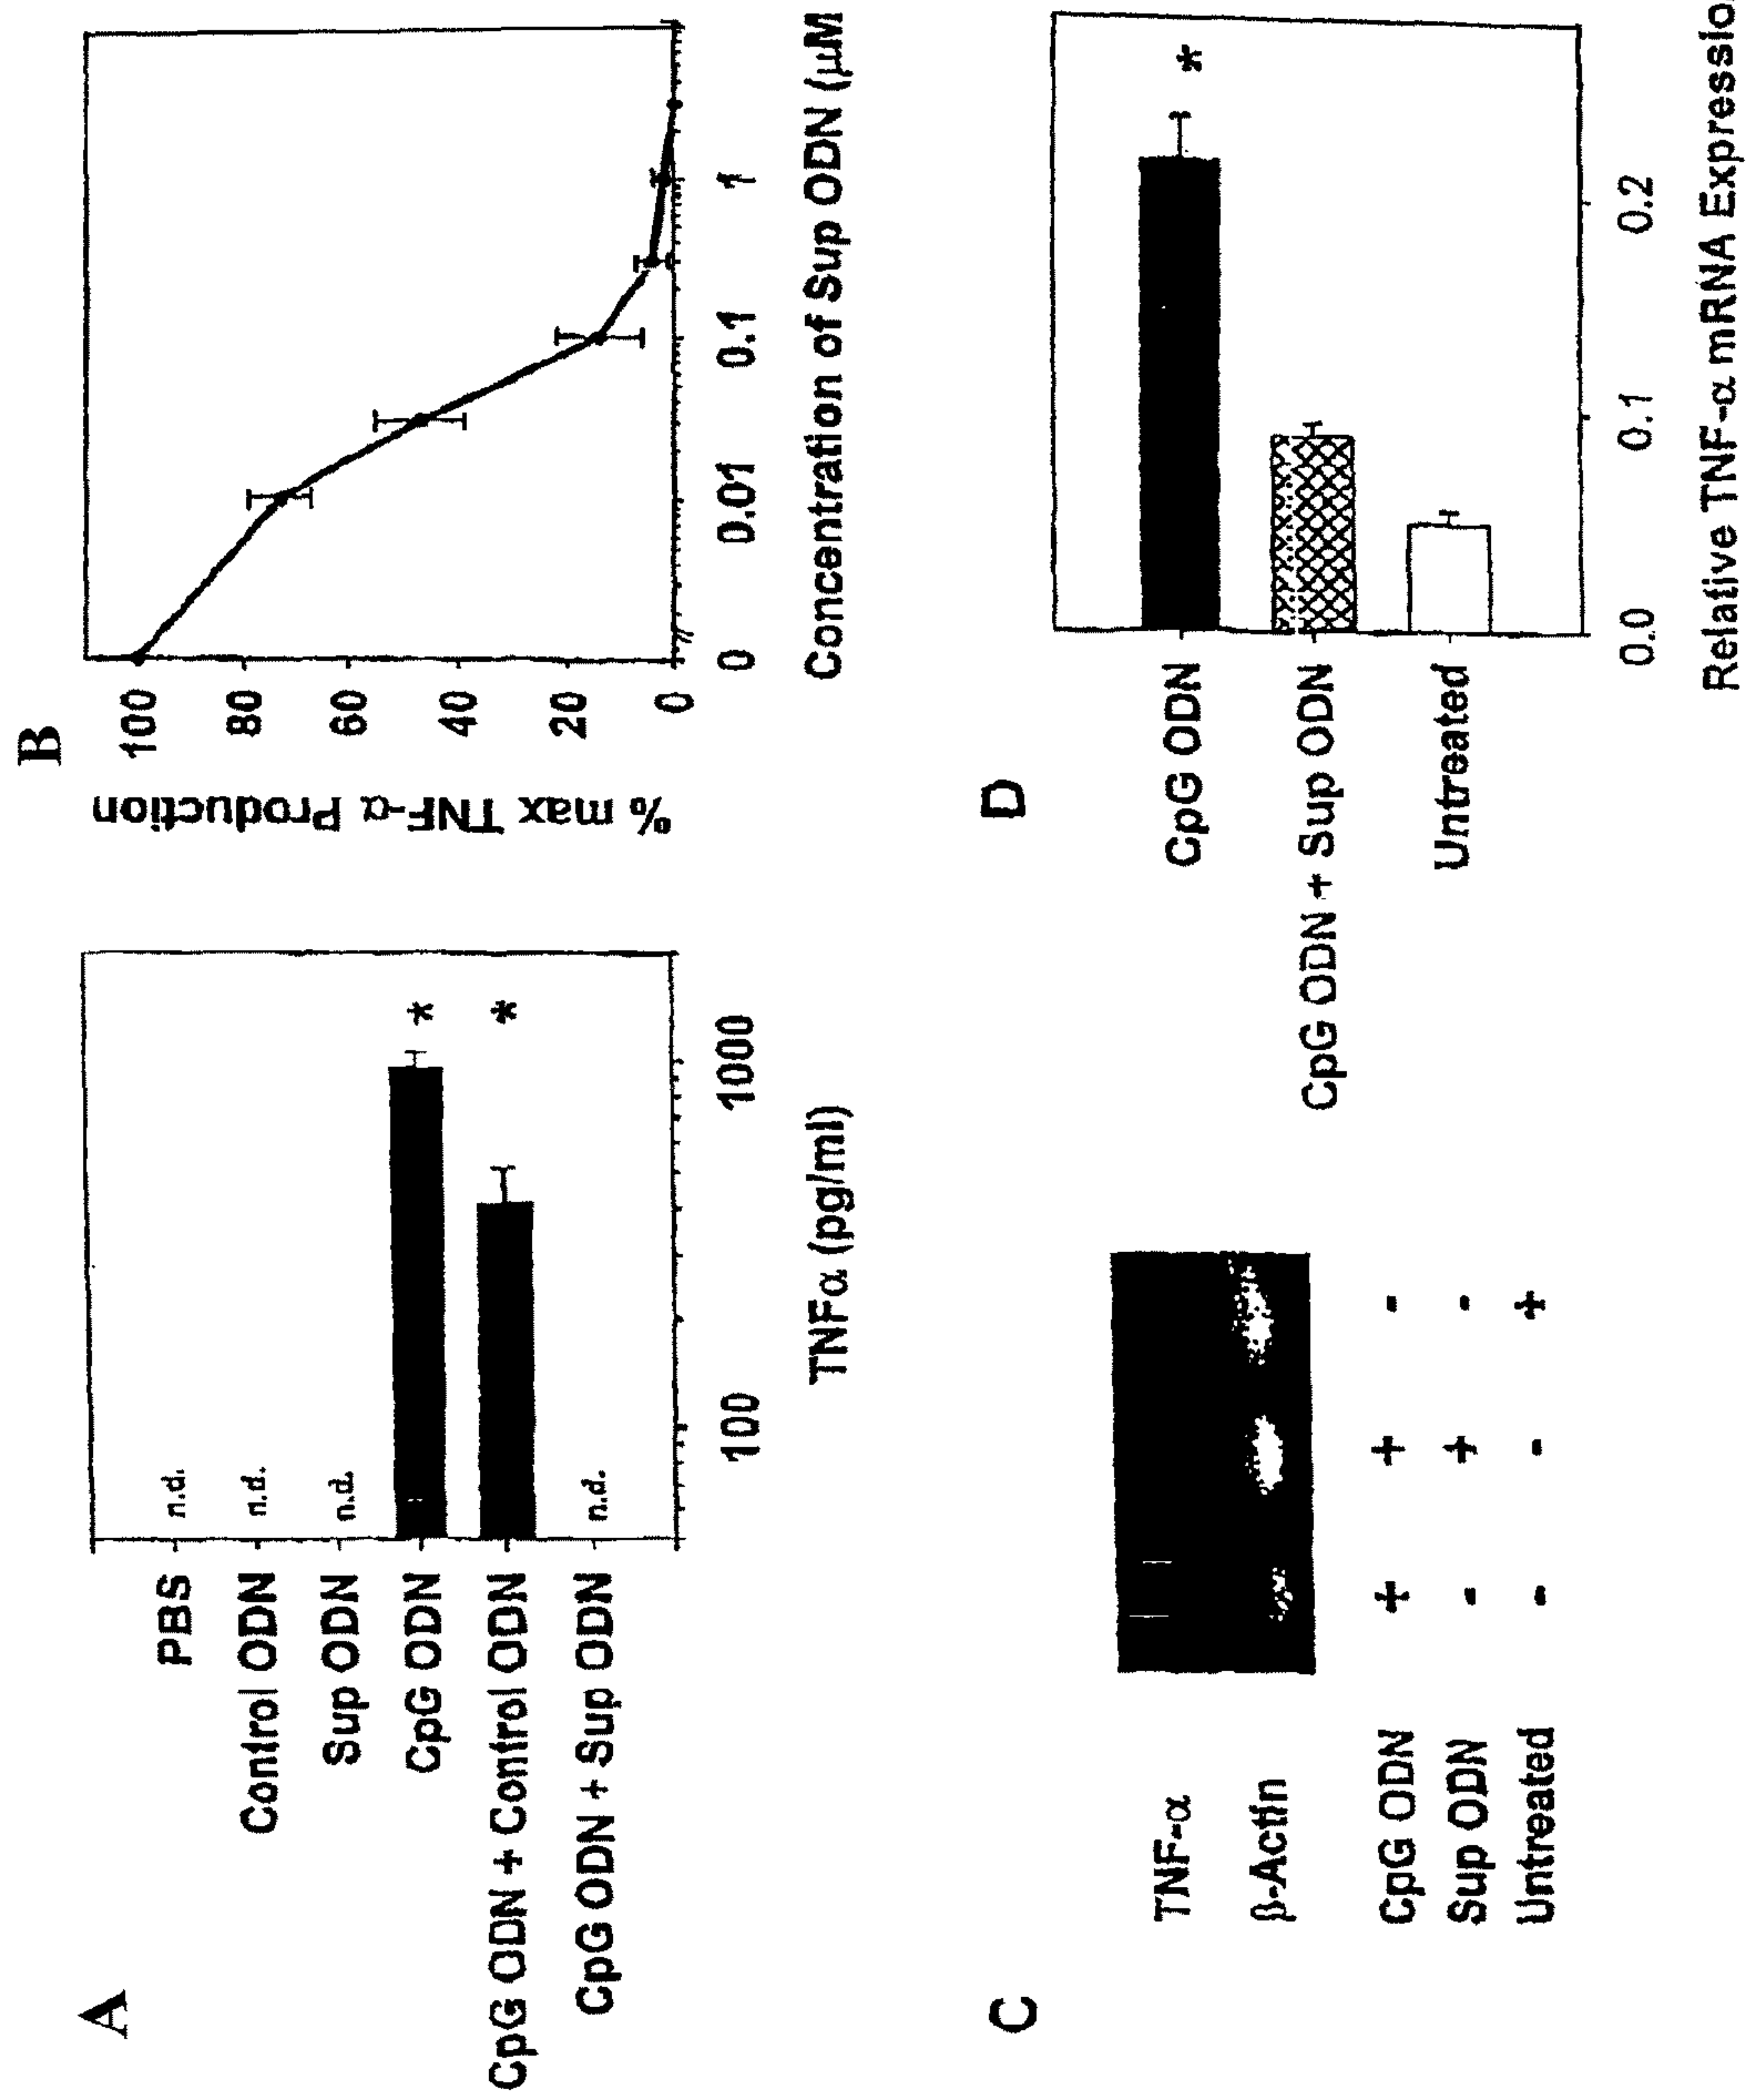 A
PBS
n.d.
Control ODN
n.d.
Sup ODN
n.d.
CpG ODN
*
CpG ODN + Control ODN
*
CpG ODN + Sup ODN
n.d.
100
1000
TNFα (pg/ml)
B
% max TNF-α Production
100
80
60
40
20
0
0
0.01
0.1
1
Concentration of Sup ODN (μM
C
TNF-α
β-Actin
CpG ODN + + -
Sup ODN - + -
Untreated - - +
D
CpG ODN
*
CpG ODN + Sup ODN
Untreated
0.0
0.1
0.2
Relative TNF-α mRNA Expressio